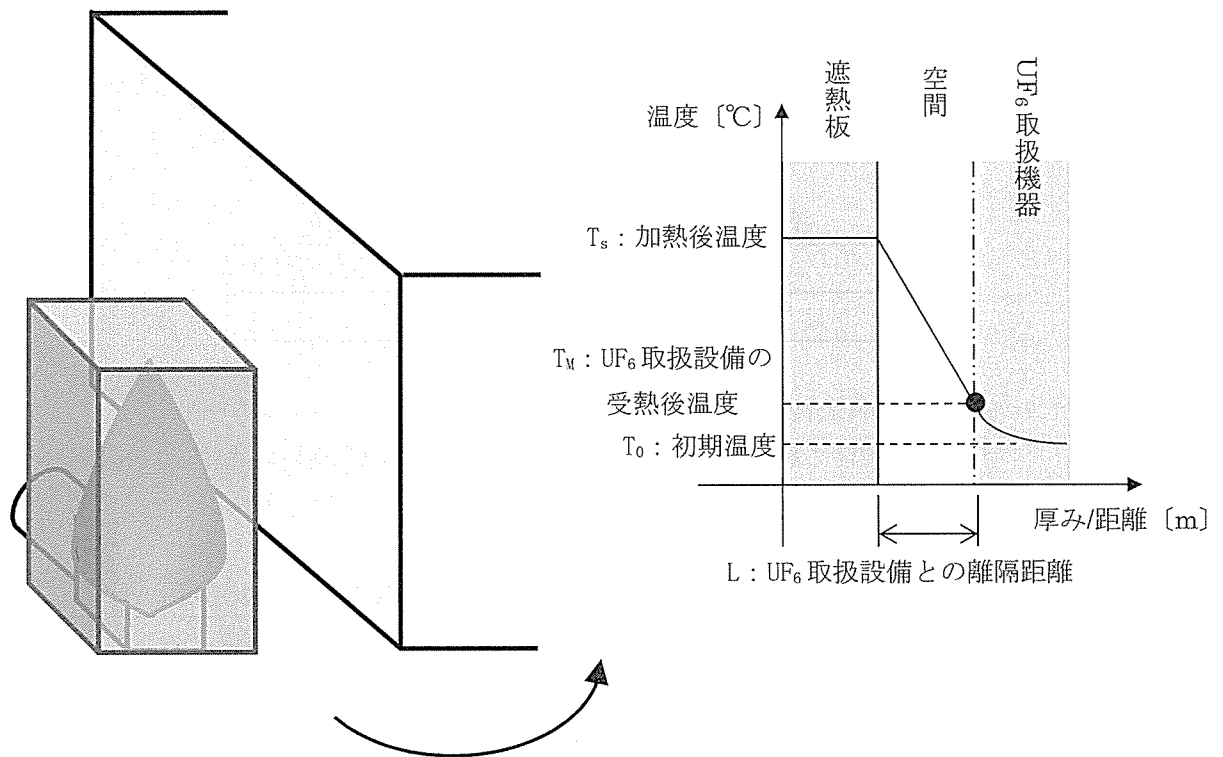 温度〔℃〕
遮熱板
空間
UF₆取扱機器
Tₛ：加熱後温度
T_M：UF₆取扱設備の
受熱後温度
T₀：初期温度
厚み/距離〔m〕
L：UF₆取扱設備との離隔距離